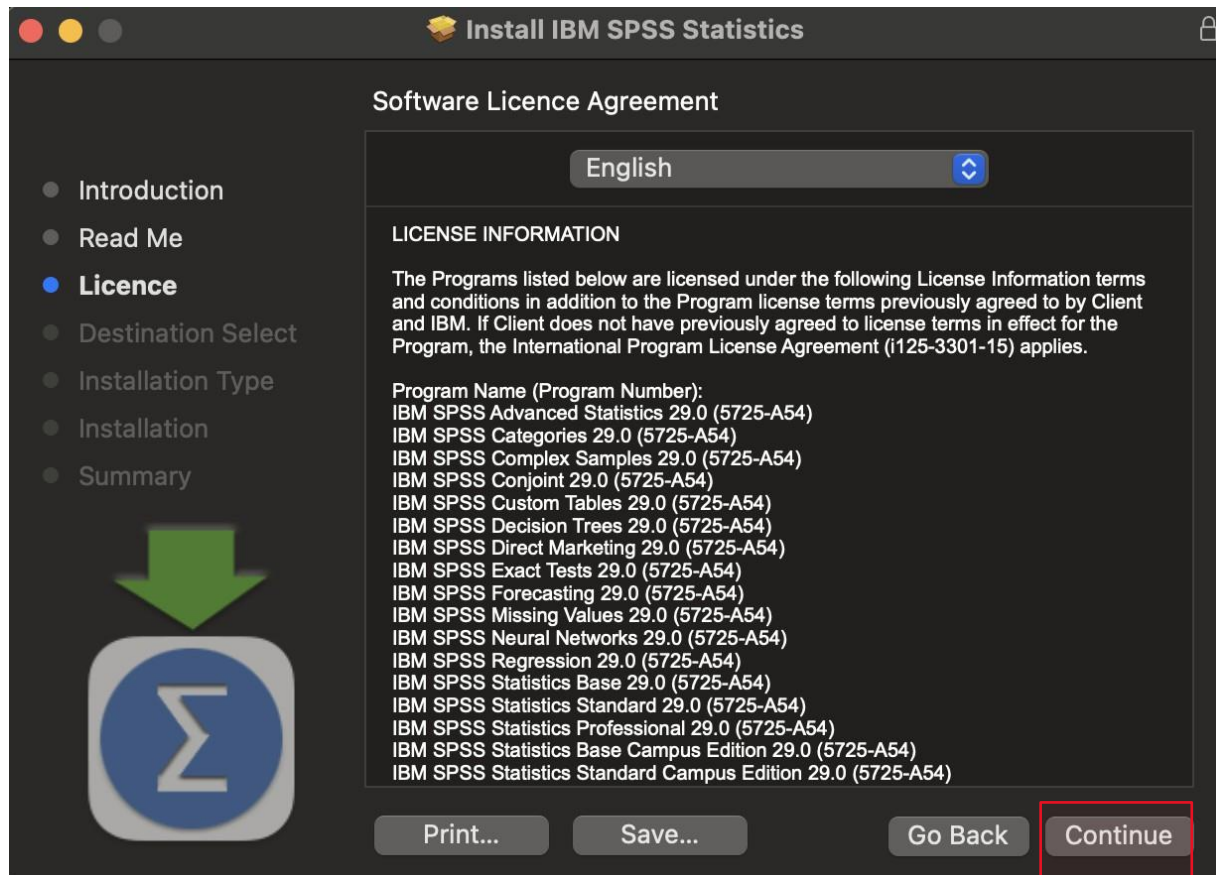 Install IBM SPSS Statistics
Software Licence Agreement
English
Introduction
Read Me
Licence
Destination Select
Installation Type
Installation
Summary
LICENSE INFORMATION
The Programs listed below are licensed under the following License Information terms
and conditions in addition to the Program license terms previously agreed to by Client
and IBM. If Client does not have previously agreed to license terms in effect for the
Program, the International Program License Agreement (i125-3301-15) applies.
Program Name (Program Number):
IBM SPSS Advanced Statistics 29.0 (5725-A54)
IBM SPSS Categories 29.0 (5725-A54)
IBM SPSS Complex Samples 29.0 (5725-A54)
IBM SPSS Conjoint 29.0 (5725-A54)
IBM SPSS Custom Tables 29.0 (5725-A54)
IBM SPSS Decision Trees 29.0 (5725-A54)
IBM SPSS Direct Marketing 29.0 (5725-A54)
IBM SPSS Exact Tests 29.0 (5725-A54)
IBM SPSS Forecasting 29.0 (5725-A54)
IBM SPSS Missing Values 29.0 (5725-A54)
IBM SPSS Neural Networks 29.0 (5725-A54)
IBM SPSS Regression 29.0 (5725-A54)
IBM SPSS Statistics Base 29.0 (5725-A54)
IBM SPSS Statistics Standard 29.0 (5725-A54)
IBM SPSS Statistics Professional 29.0 (5725-A54)
IBM SPSS Statistics Base Campus Edition 29.0 (5725-A54)
IBM SPSS Statistics Standard Campus Edition 29.0 (5725-A54)
Σ
Print... Save... Go Back Continue